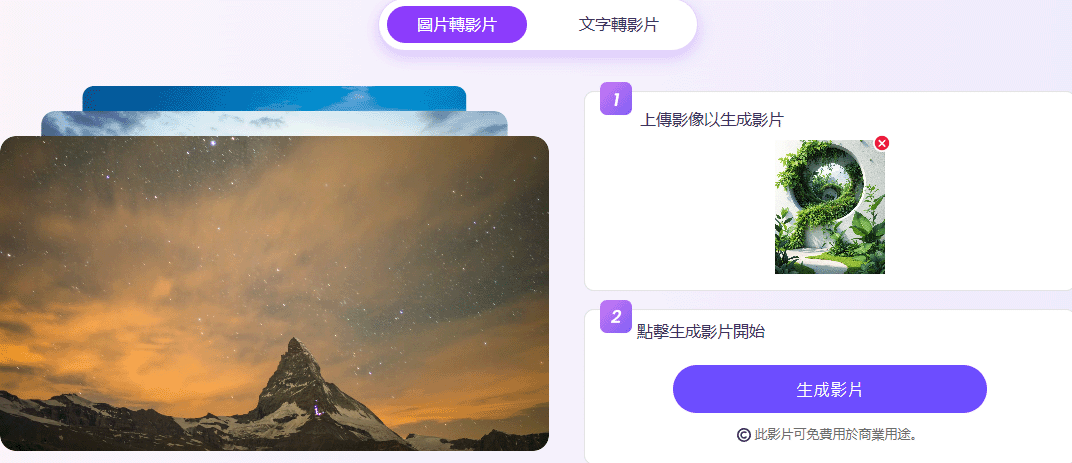 圖片轉影片
文字轉影片
1
上傳影像以生成影片
2
點擊生成影片開始
生成影片
© 此影片可免費用於商業用途。